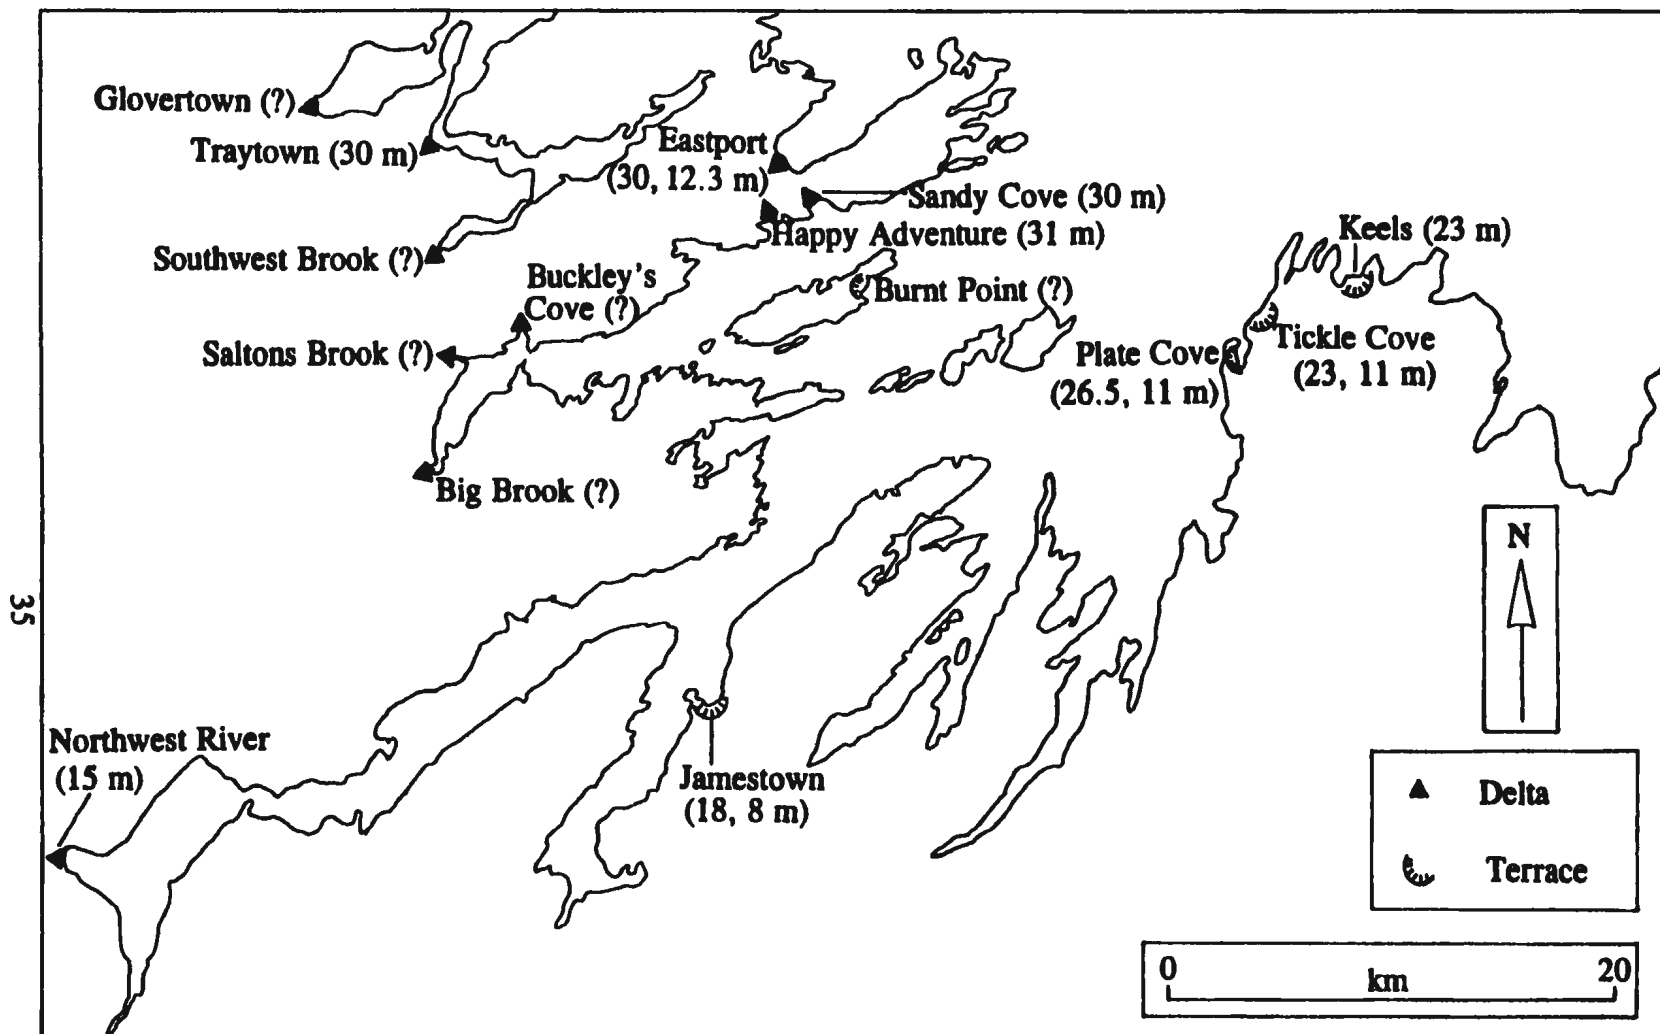 Glovertown (?)
Traytown (30 m)
Eastport
(30, 12.3 m)
Sandy Cove (30 m)
Happy Adventure (31 m)
Keels (23 m)
Southwest Brook (?)
Buckley's
Cove (?)
Burnt Point (?)
Saltons Brook (?)
Plate Cove
(26.5, 11 m)
Tickle Cove
(23, 11 m)
Big Brook (?)
N
35
Northwest River
(15 m)
Jamestown
(18, 8 m)
Delta
Terrace
0
km
20